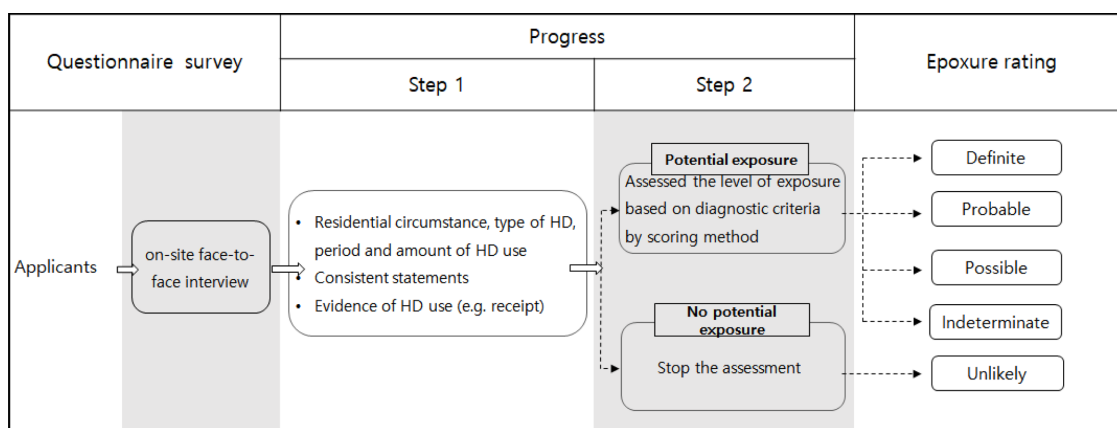 Questionnaire survey
Progress
Epoxure rating
Step 1
Step 2
Applicants
on-site face-to-
face interview
• Residential circumstance, type of HD,
period and amount of HD use
• Consistent statements
• Evidence of HD use (e.g. receipt)
Potential exposure
Assessed the level of exposure
based on diagnostic criteria
by scoring method
No potential
exposure
Stop the assessment
Definite
Probable
Possible
Indeterminate
Unlikely